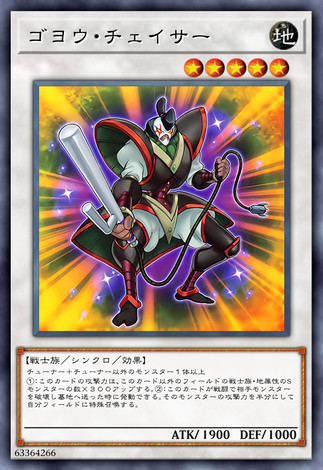 ゴヨウ・チェイサー
地
【戦士族／シンクロ／効果】
チューナー＋チューナー以外のモンスター１体以上
①：このカードの攻撃力は、このカード以外のフィールドの戦士族・地属性のＳ
モンスターの数×３００アップする。②：このカードが戦闘で相手モンスター
を破壊し墓地へ送った時に発動できる。そのモンスターの攻撃力を半分にして
自分フィールドに特殊召喚する。
ATK/1900 DEF/1000
63364266